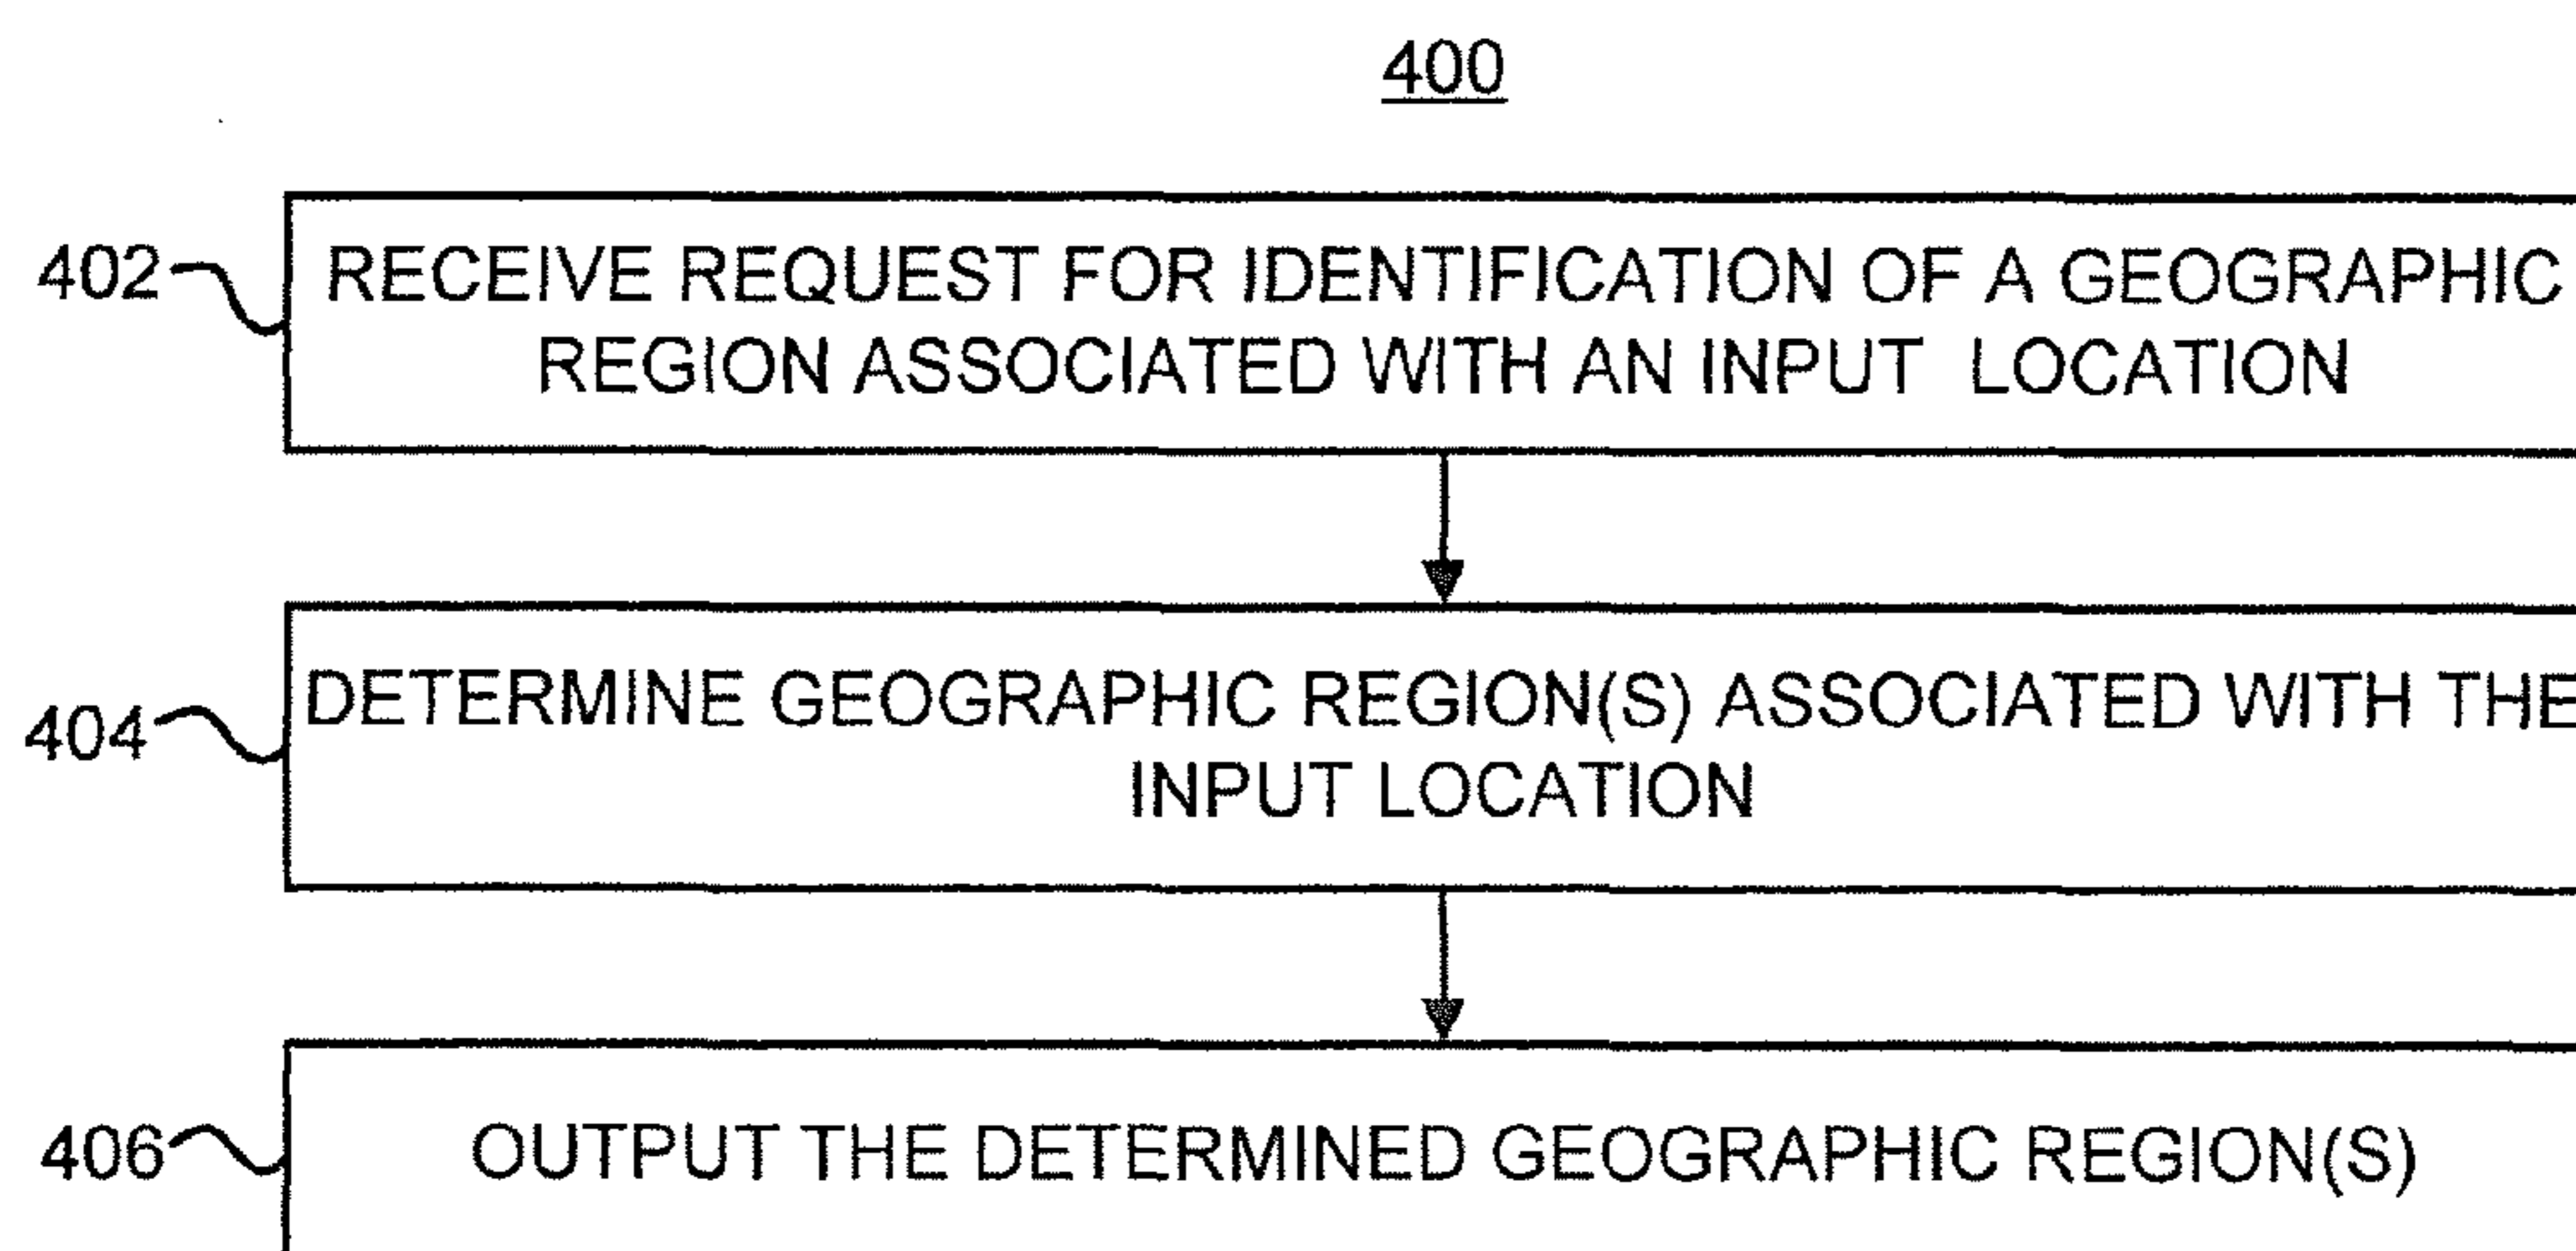 400
402
RECEIVE REQUEST FOR IDENTIFICATION OF A GEOGRAPHIC
REGION ASSOCIATED WITH AN INPUT LOCATION
404
DETERMINE GEOGRAPHIC REGION(S) ASSOCIATED WITH THE
INPUT LOCATION
406
OUTPUT THE DETERMINED GEOGRAPHIC REGION(S)